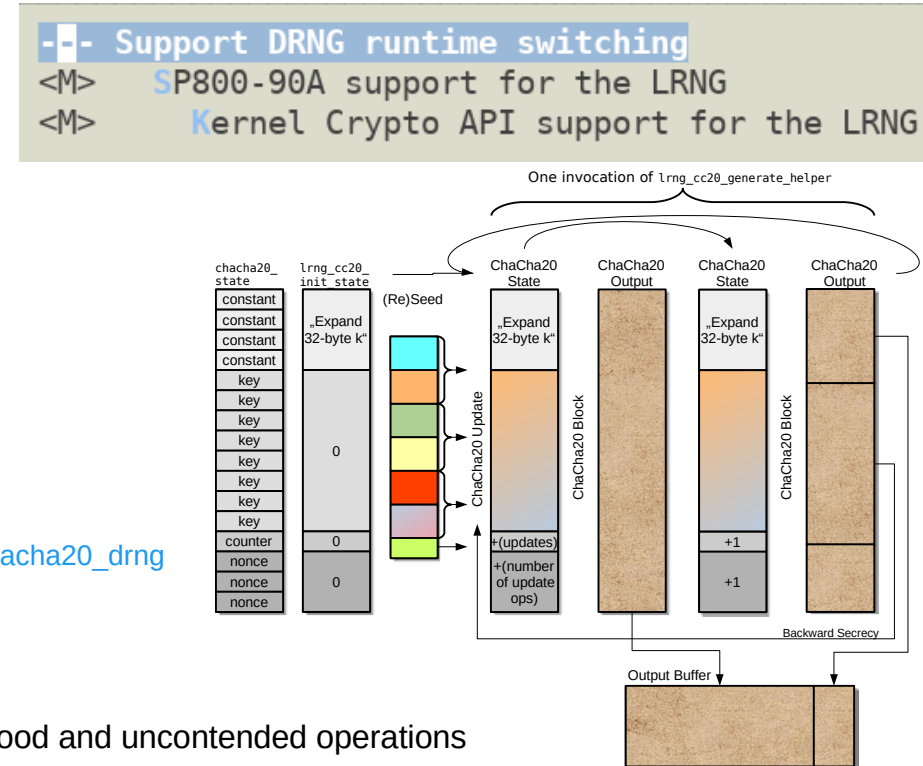 --- Support DRNG runtime switching
<M>   SP800-90A support for the LRNG
<M>     Kernel Crypto API support for the LRNG
One invocation of lrng_cc20_generate_helper
chacha20_
state
constant
constant
constant
constant
key
key
key
key
key
key
key
key
counter
nonce
nonce
nonce
lrng_cc20_
init_state
„Expand
32-byte k“
0
0
0
(Re)Seed
ChaCha20 Update
ChaCha20
State
„Expand
32-byte k“
+(updates)
+(number
of update
ops)
ChaCha20 Block
ChaCha20
Output
ChaCha20
State
„Expand
32-byte k“
+1
+1
ChaCha20 Block
ChaCha20
Output
Backward Secrecy
Output Buffer
acha20_drng
ood and uncontended operations